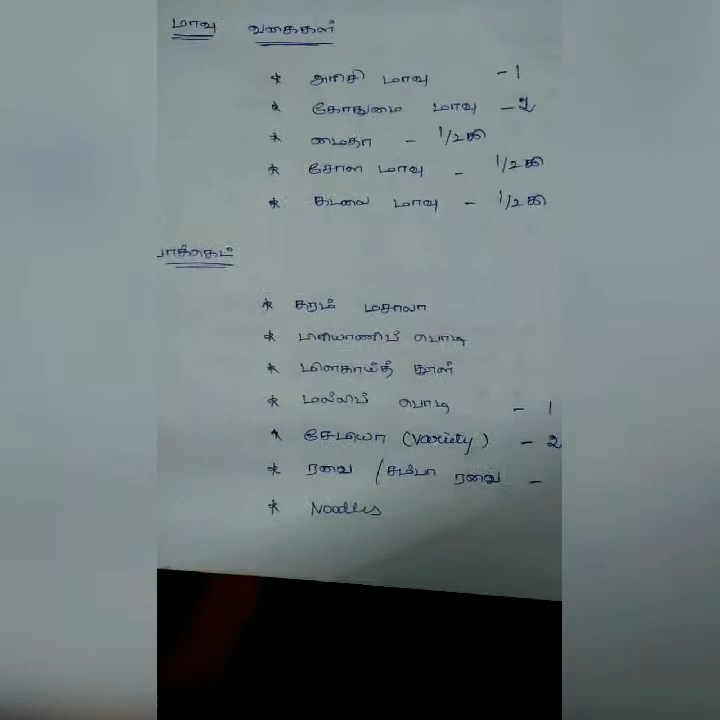 மாவு வகைகள்
* அரிசி மாவு - 1
* கோதுமை மாவு - 2
* மைதா - 1/2 கி
* சோள மாவு - 1/2 கி
* கடலை மாவு - 1/2 கி
பாக்கெட்
* கரம் மசாலா
* பிரியாணிப் பொடி
* மிளகாய்த் தூள்
* மல்லிப் பொடி - 1
* சேமியா (Variety) - 2
* ரவை / சம்பா ரவை -
* Noodles